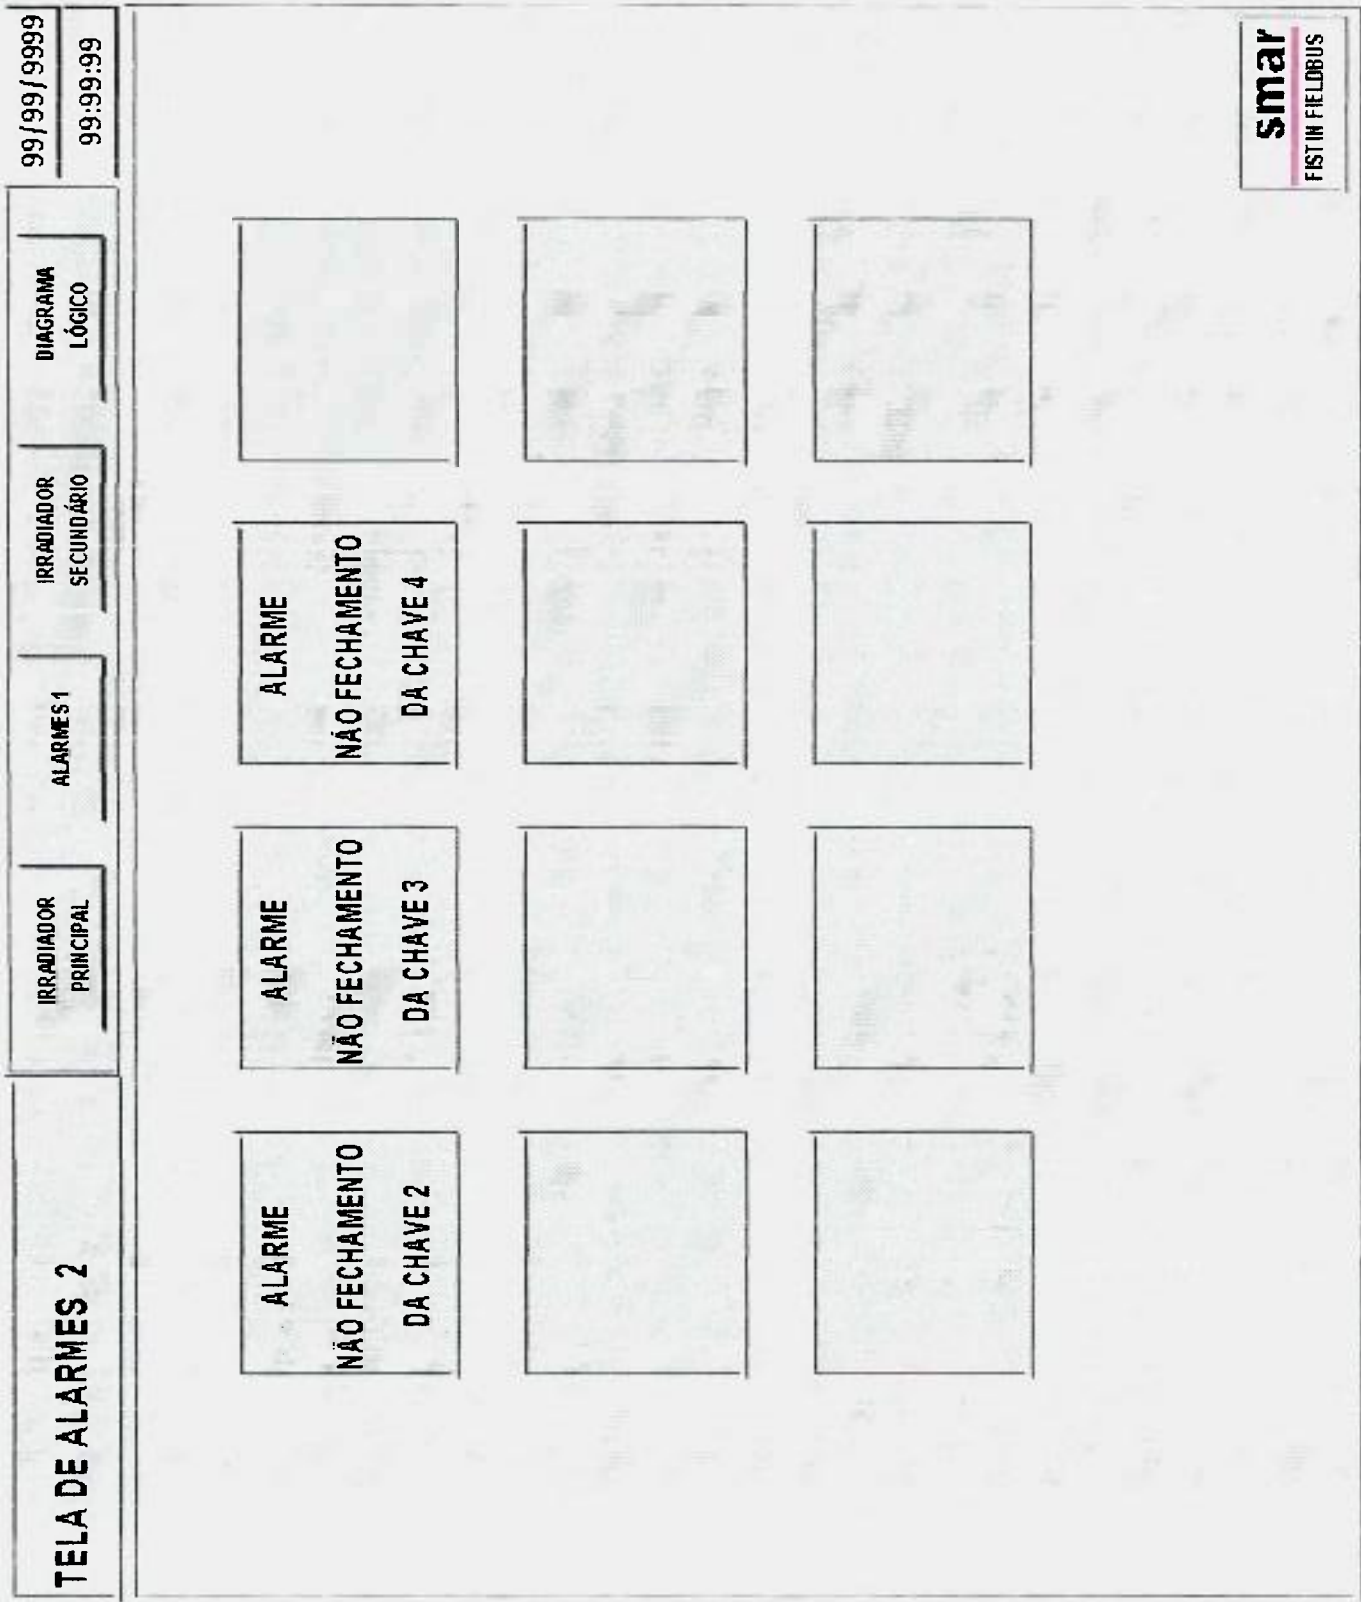 TELA DE ALARMES 2
IRRADIADOR
PRINCIPAL
ALARMES 1
IRRADIADOR
SECUNDÁRIO
DIAGRAMA
LÓGICO
99/99/9999
99:99:99
ALARME
NÃO FECHAMENTO
DA CHAVE 2
ALARME
NÃO FECHAMENTO
DA CHAVE 3
ALARME
NÃO FECHAMENTO
DA CHAVE 4
smar
FIST IN FIELDBUS